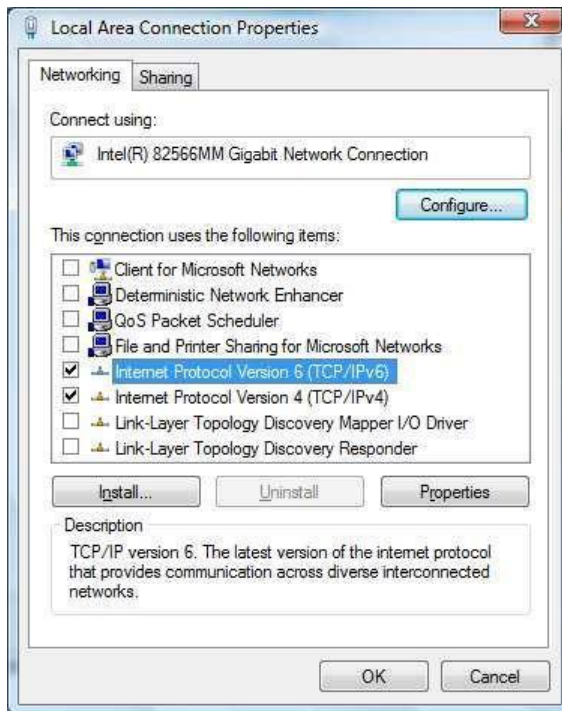 Local Area Connection Properties
Networking
Sharing
Connect using:
Intel(R) 82566MM Gigabit Network Connection
Configure...
This connection uses the following items:
Client for Microsoft Networks
Deterministic Network Enhancer
QoS Packet Scheduler
File and Printer Sharing for Microsoft Networks
Internet Protocol Version 6 (TCP/IPv6)
Internet Protocol Version 4 (TCP/IPv4)
Link-Layer Topology Discovery Mapper I/O Driver
Link-Layer Topology Discovery Responder
Install...
Uninstall
Properties
Description
TCP/IP version 6. The latest version of the internet protocol
that provides communication across diverse interconnected
networks.
OK
Cancel